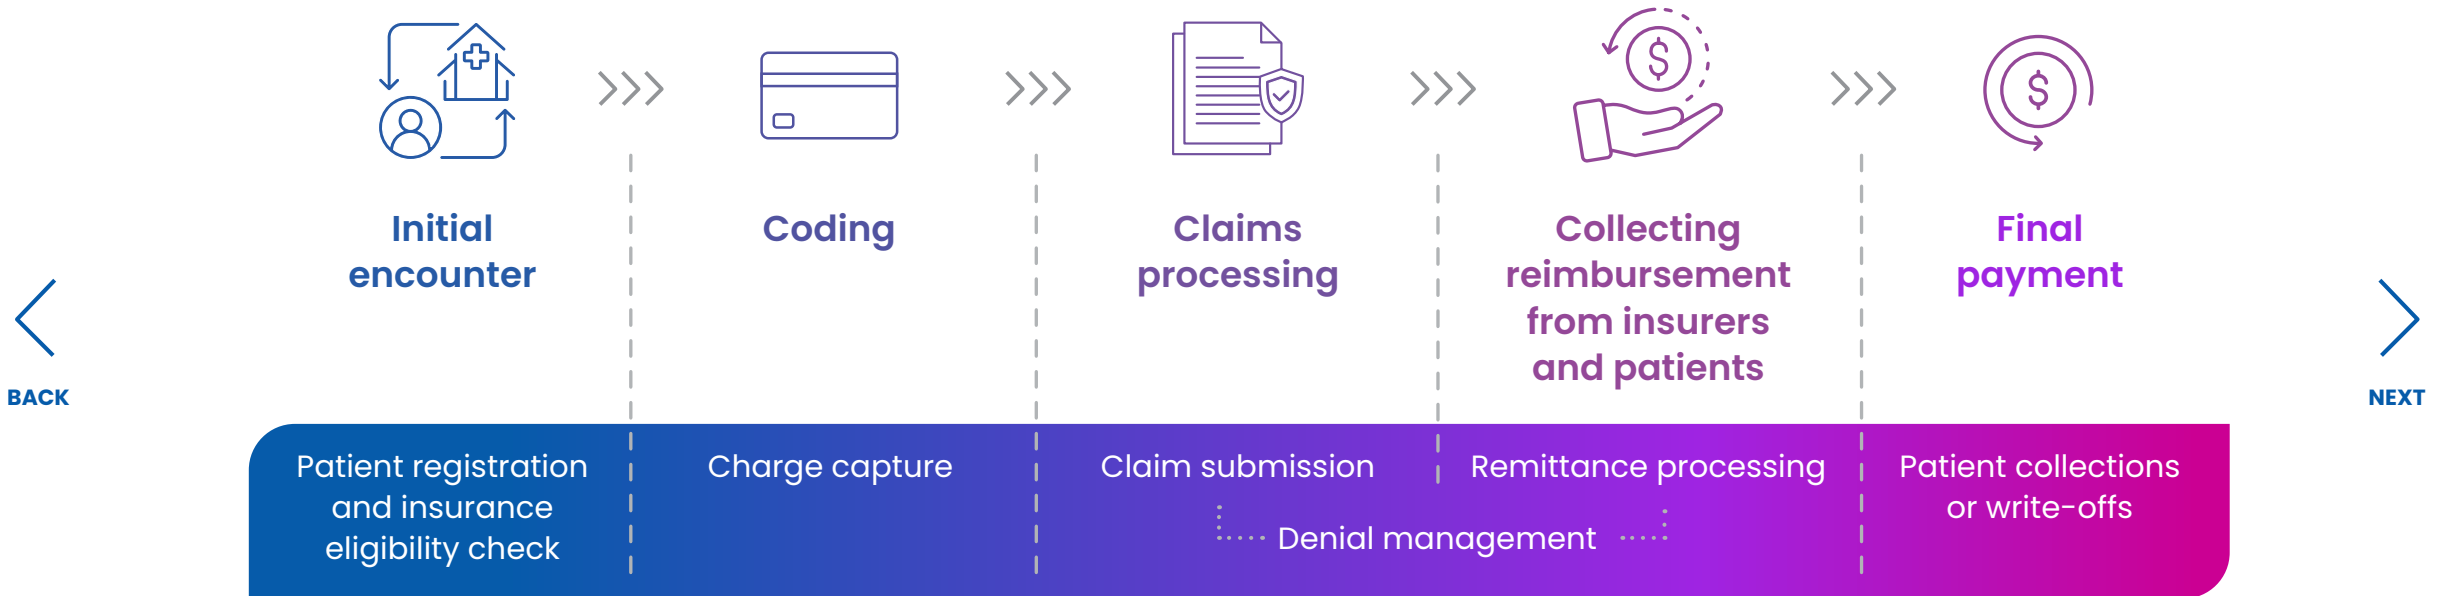 Initial
encounter
Coding
Claims
processing
Collecting
reimbursement
from insurers
and patients
Final
payment
BACK
NEXT
Patient registration
and insurance
eligibility check
Charge capture
Claim submission
Remittance processing
Denial management
Patient collections
or write-offs